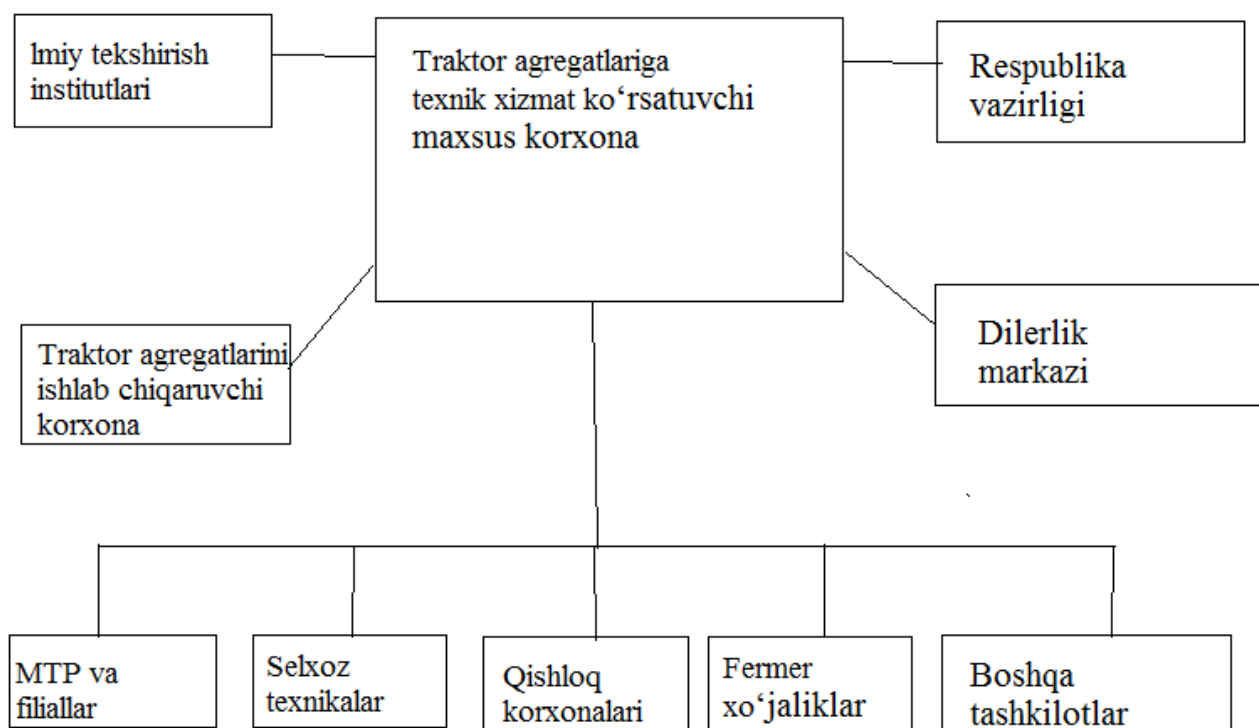 lmiy tekshirish
institutlari
Traktor agregatlariga
texnik xizmat ko‘rsatuvchi
maxsus korxona
Respublika
vazirligi
Traktor agregatlarini
ishlab chiqaruvchi
korxona
Dilerlik
markazi
MTP va
filiallar
Selxoz
texnikalar
Qishloq
korxonalari
Fermer
xo‘jaliklar
Boshqa
tashkilotlar